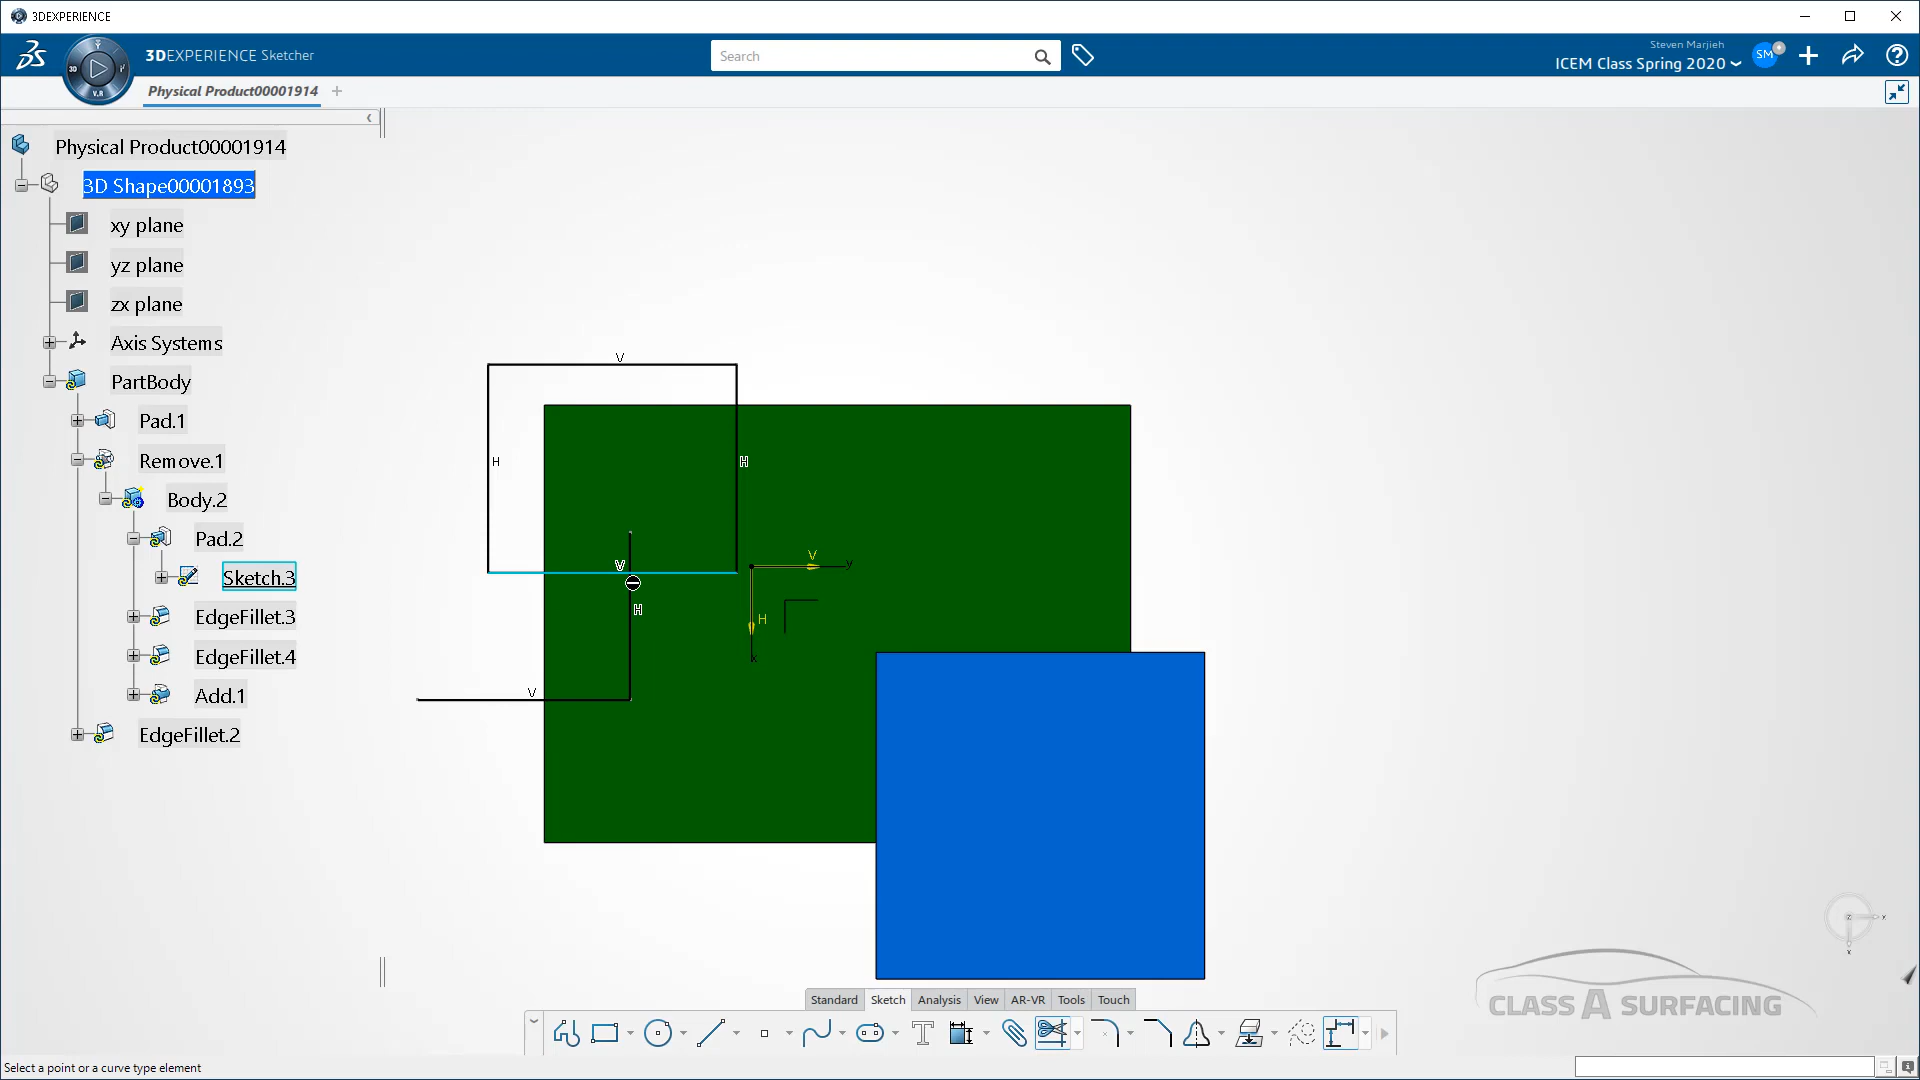 3DEXPERIENCE
3DEXPERIENCE Sketcher
Search
Steven Marjieh
ICEM Class Spring 2020
SM
3D
V.R
Physical Product00001914
Physical Product00001914
3D Shape00001893
xy plane
yz plane
zx plane
Axis Systems
PartBody
Pad.1
Remove.1
Body.2
Pad.2
Sketch.3
EdgeFillet.3
EdgeFillet.4
Add.1
EdgeFillet.2
V
H
H
V
H
V
V
y
H
x
Standard
Sketch
Analysis
View
AR-VR
Tools
Touch
CLASS A SURFACING
Select a point or a curve type element